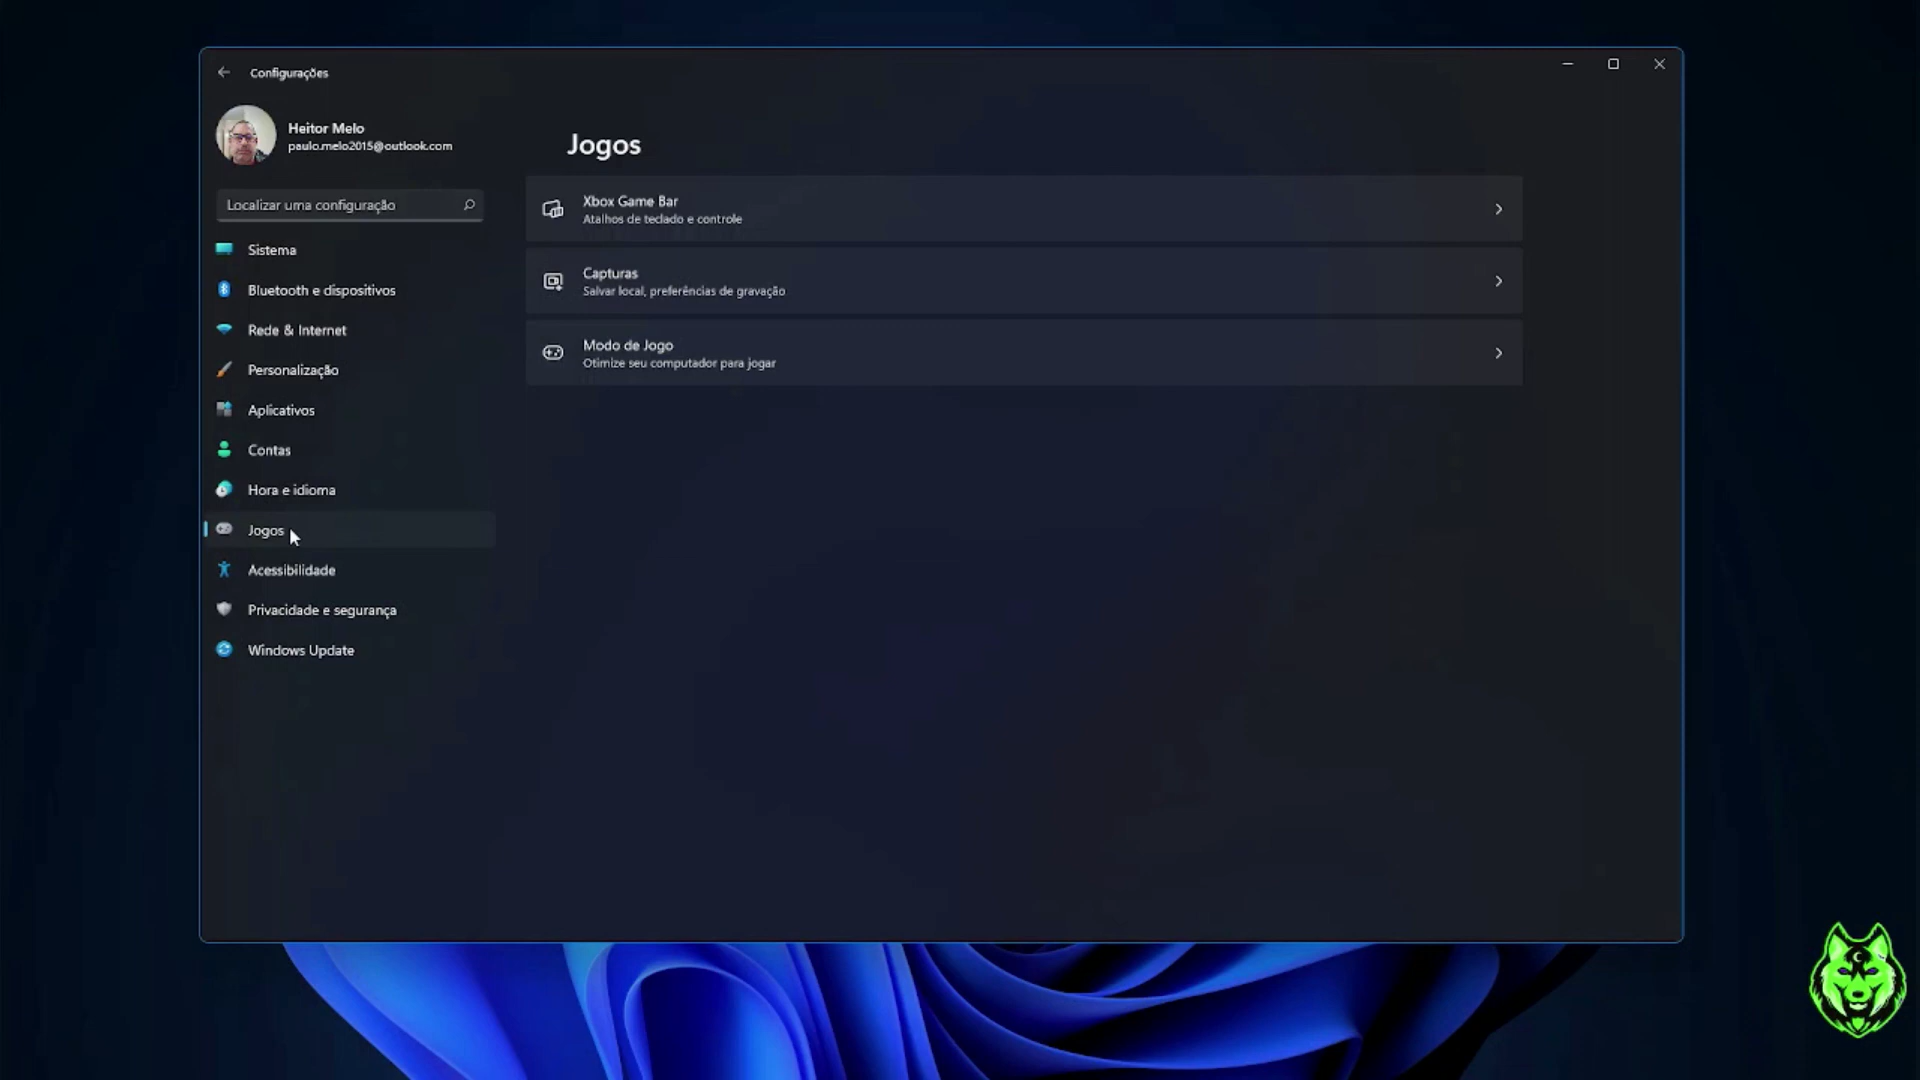 Configurações
Heitor Melo
paulo.melo2015@outlook.com
Localizar uma configuração
Sistema
Bluetooth e dispositivos
Rede & Internet
Personalização
Aplicativos
Contas
Hora e idioma
Jogos
Acessibilidade
Privacidade e segurança
Windows Update
Jogos
Xbox Game Bar
Atalhos de teclado e controle
Capturas
Salvar local, preferências de gravação
Modo de Jogo
Otimize seu computador para jogar